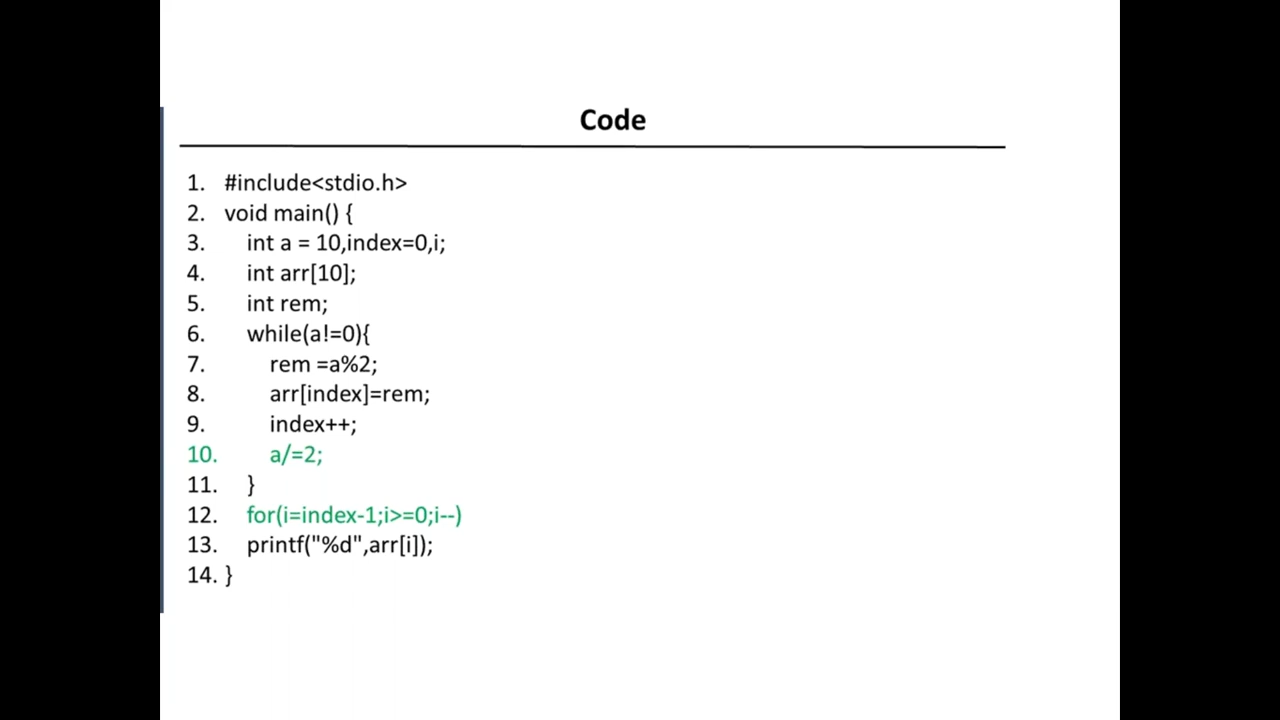 Code
1. #include<stdio.h>
2. void main() {
3. int a = 10,index=0,i;
4. int arr[10];
5. int rem;
6. while(a!=0){
7. rem =a%2;
8. arr[index]=rem;
9. index++;
10. a/=2;
11. }
12. for(i=index-1;i>=0;i--)
13. printf("%d",arr[i]);
14. }